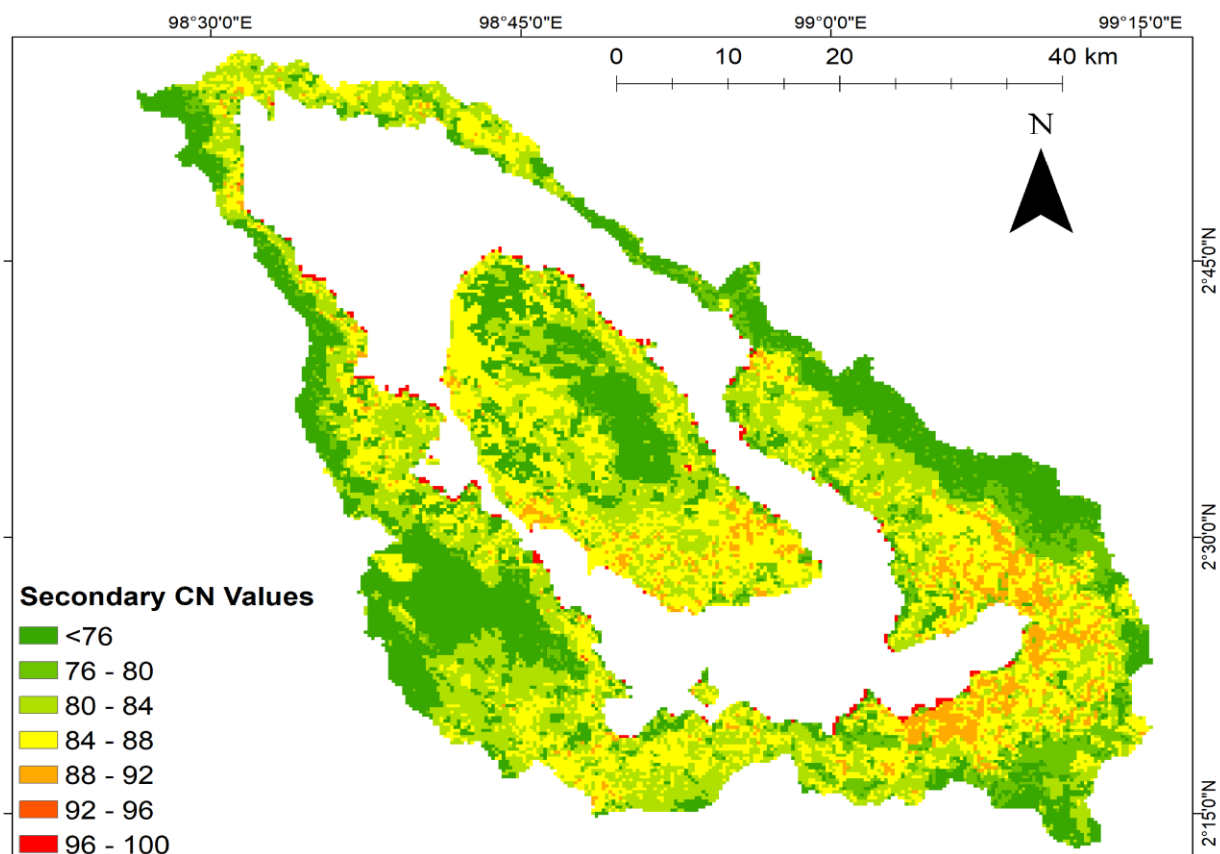 98°30'0"E 98°45'0"E 99°0'0"E 99°15'0"E
0 10 20 40 km
N
2°45'0"N
2°30'0"N
2°15'0"N
Secondary CN Values
<76
76 - 80
80 - 84
84 - 88
88 - 92
92 - 96
96 - 100